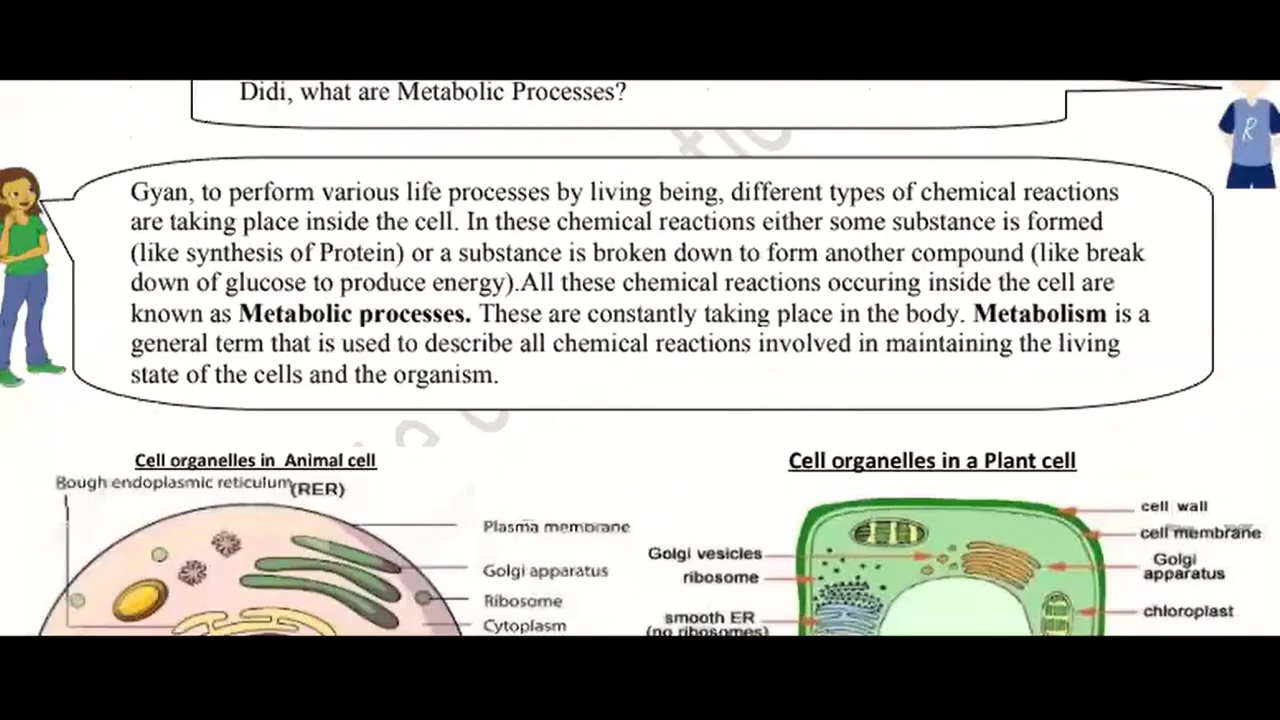 Didi, what are Metabolic Processes?
R
Gyan, to perform various life processes by living being, different types of chemical reactions
are taking place inside the cell. In these chemical reactions either some substance is formed
(like synthesis of Protein) or a substance is broken down to form another compound (like break
down of glucose to produce energy).All these chemical reactions occuring inside the cell are
known as Metabolic processes. These are constantly taking place in the body. Metabolism is a
general term that is used to describe all chemical reactions involved in maintaining the living
state of the cells and the organism.
Cell organelles in Animal cell
Rough endoplasmic reticulum (RER)
Plasma membrane
Golgi apparatus
Ribosome
Cytoplasm
Cell organelles in a Plant cell
cell wall
cell membrane
Golgi vesicles
Golgi
apparatus
ribosome
chloroplast
smooth ER
(no ribosomes)